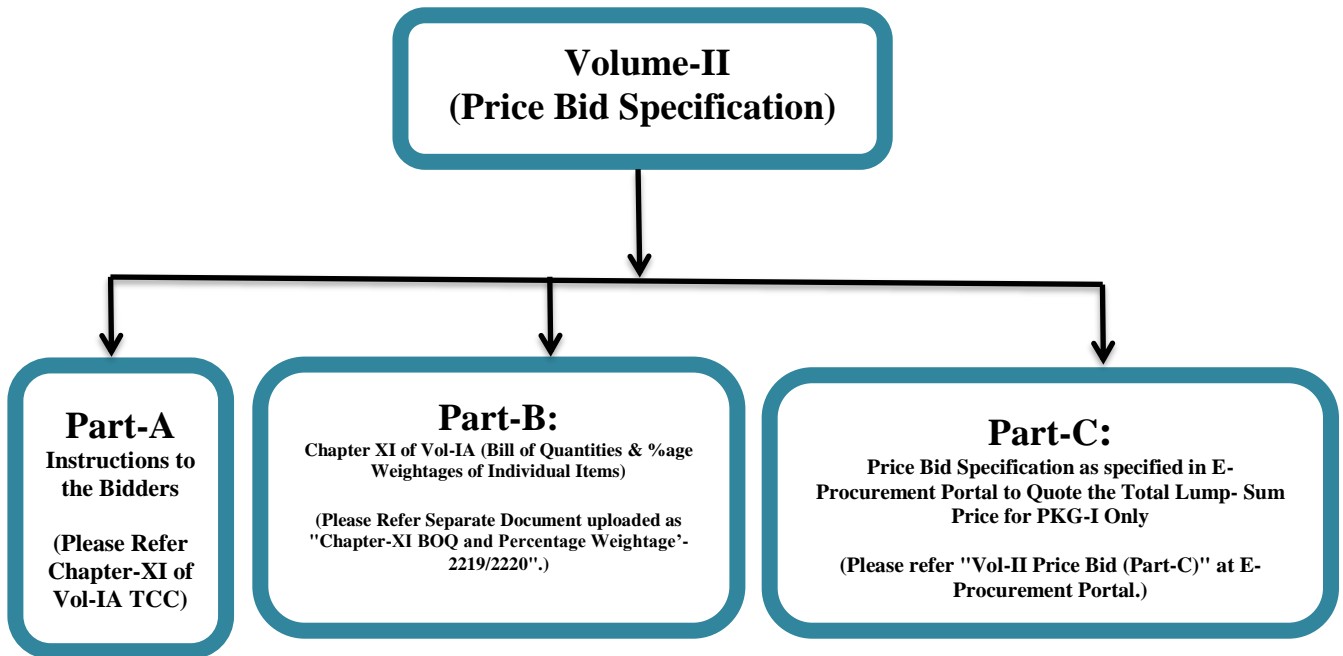 Volume-II
(Price Bid Specification)
Part-A
Instructions to
the Bidders
(Please Refer
Chapter-XI of
Vol-IA TCC)
Part-B:
Chapter XI of Vol-IA (Bill of Quantities & %age
Weightages of Individual Items)
(Please Refer Separate Document uploaded as
"Chapter-XI BOQ and Percentage Weightage'-
2219/2220".)
Part-C:
Price Bid Specification as specified in E-
Procurement Portal to Quote the Total Lump- Sum
Price for PKG-I Only
(Please refer "Vol-II Price Bid (Part-C)" at E-
Procurement Portal.)